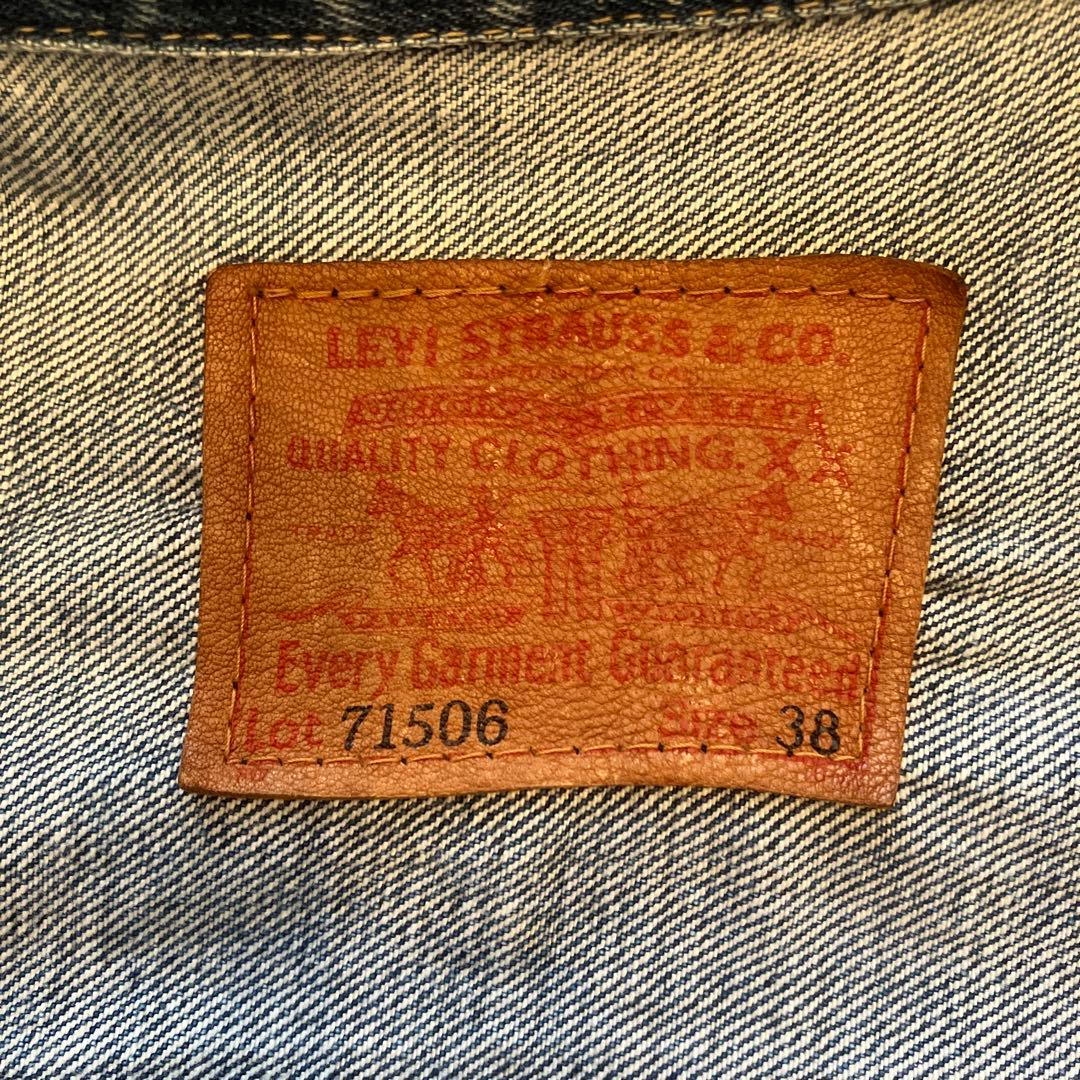 LEVI STRAUSS & CO.
QUALITY CLOTHING. XX
Every Garment Guaranteed
Lot 71506 Size 38